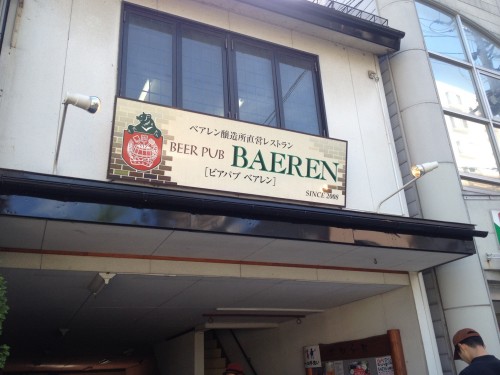 ベアレン醸造所直営レストラン
BEER PUB BAEREN
[ビアパブ ベアレン]
SINCE 2008